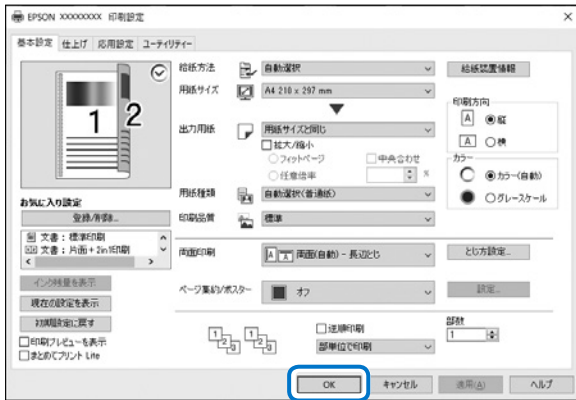 EPSON XXXXXXXX 印刷設定
基本設定 仕上げ 応用設定 ユーティリティー
1 2
お気に入り設定
登録/削除...
文書：標準印刷
文書：片面＋2in1印刷
インク残量を表示
現在の設定を表示
初期設定に戻す
印刷プレビューを表示
まとめてプリント Lite
給紙方法 自動選択 給紙装置情報
用紙サイズ A4 210 x 297 mm
出力用紙 用紙サイズと同じ
拡大/縮小
フィットページ 中央合わせ
任意倍率 %
用紙種類 自動選択(普通紙)
印刷品質 標準
印刷方向
A 縦
A 横
カラー
カラー(自動)
グレースケール
両面印刷 両面(自動) - 長辺とじ とじ方設定...
ページ集約/ポスター オフ 設定...
逆順印刷
部単位で印刷
部数
1
OK キャンセル 適用(A) ヘルプ